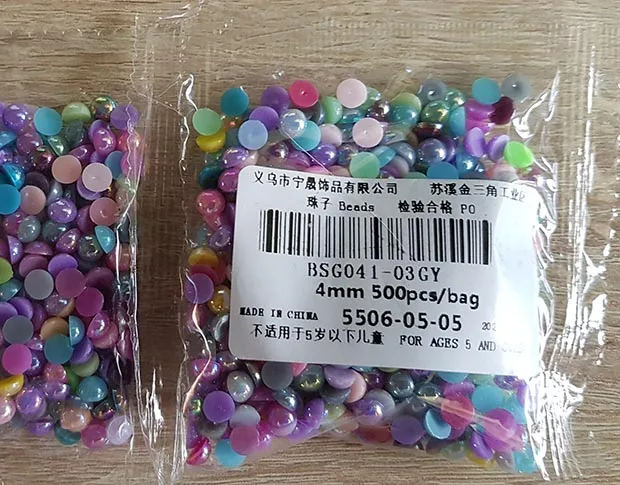 义乌市宁晟饰品有限公司 苏溪金三角工业
珠子 Beads 检验合格 PO
BSG041-03GY
4mm 500pcs/bag
MADE IN CHINA 5506-05-05
不适用于5岁以下儿童 FOR AGES 5 AND